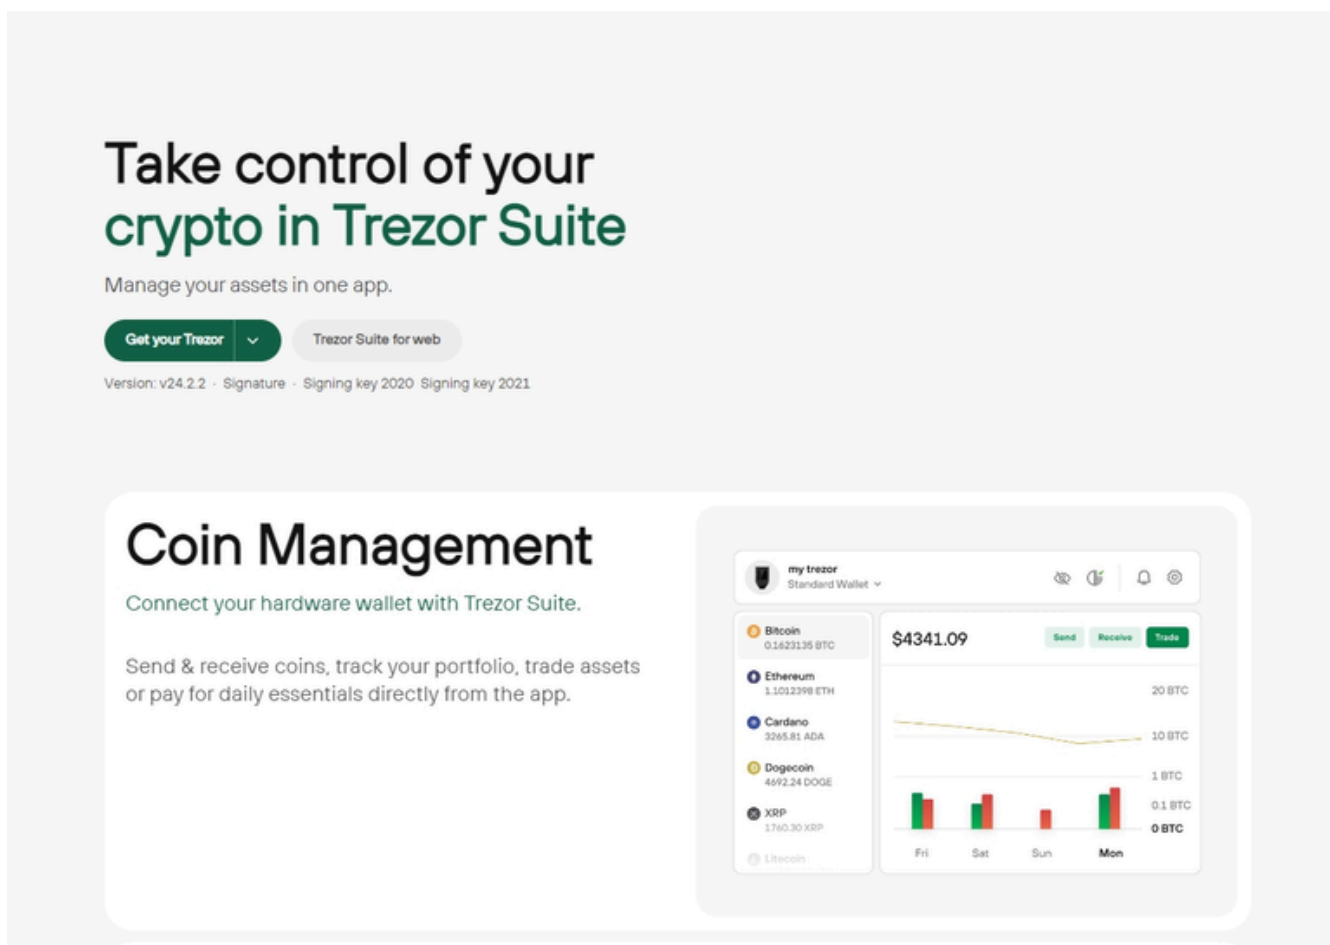 Take control of your
crypto in Trezor Suite
Manage your assets in one app.
Get your Trezor
Trezor Suite for web
Version: v24.2.2 · Signature · Signing key 2020 Signing key 2021
Coin Management
Connect your hardware wallet with Trezor Suite.
Send & receive coins, track your portfolio, trade assets
or pay for daily essentials directly from the app.
my trezor
Standard Wallet
Bitcoin
0.1623135 BTC
Ethereum
1.1012398 ETH
Cardano
3265.81 ADA
Dogecoin
4692.24 DOGE
XRP
1760.30 XRP
Litecoin
$4341.09
Send
Receive
Trade
20 BTC
10 BTC
1 BTC
0.1 BTC
0 BTC
Fri
Sat
Sun
Mon